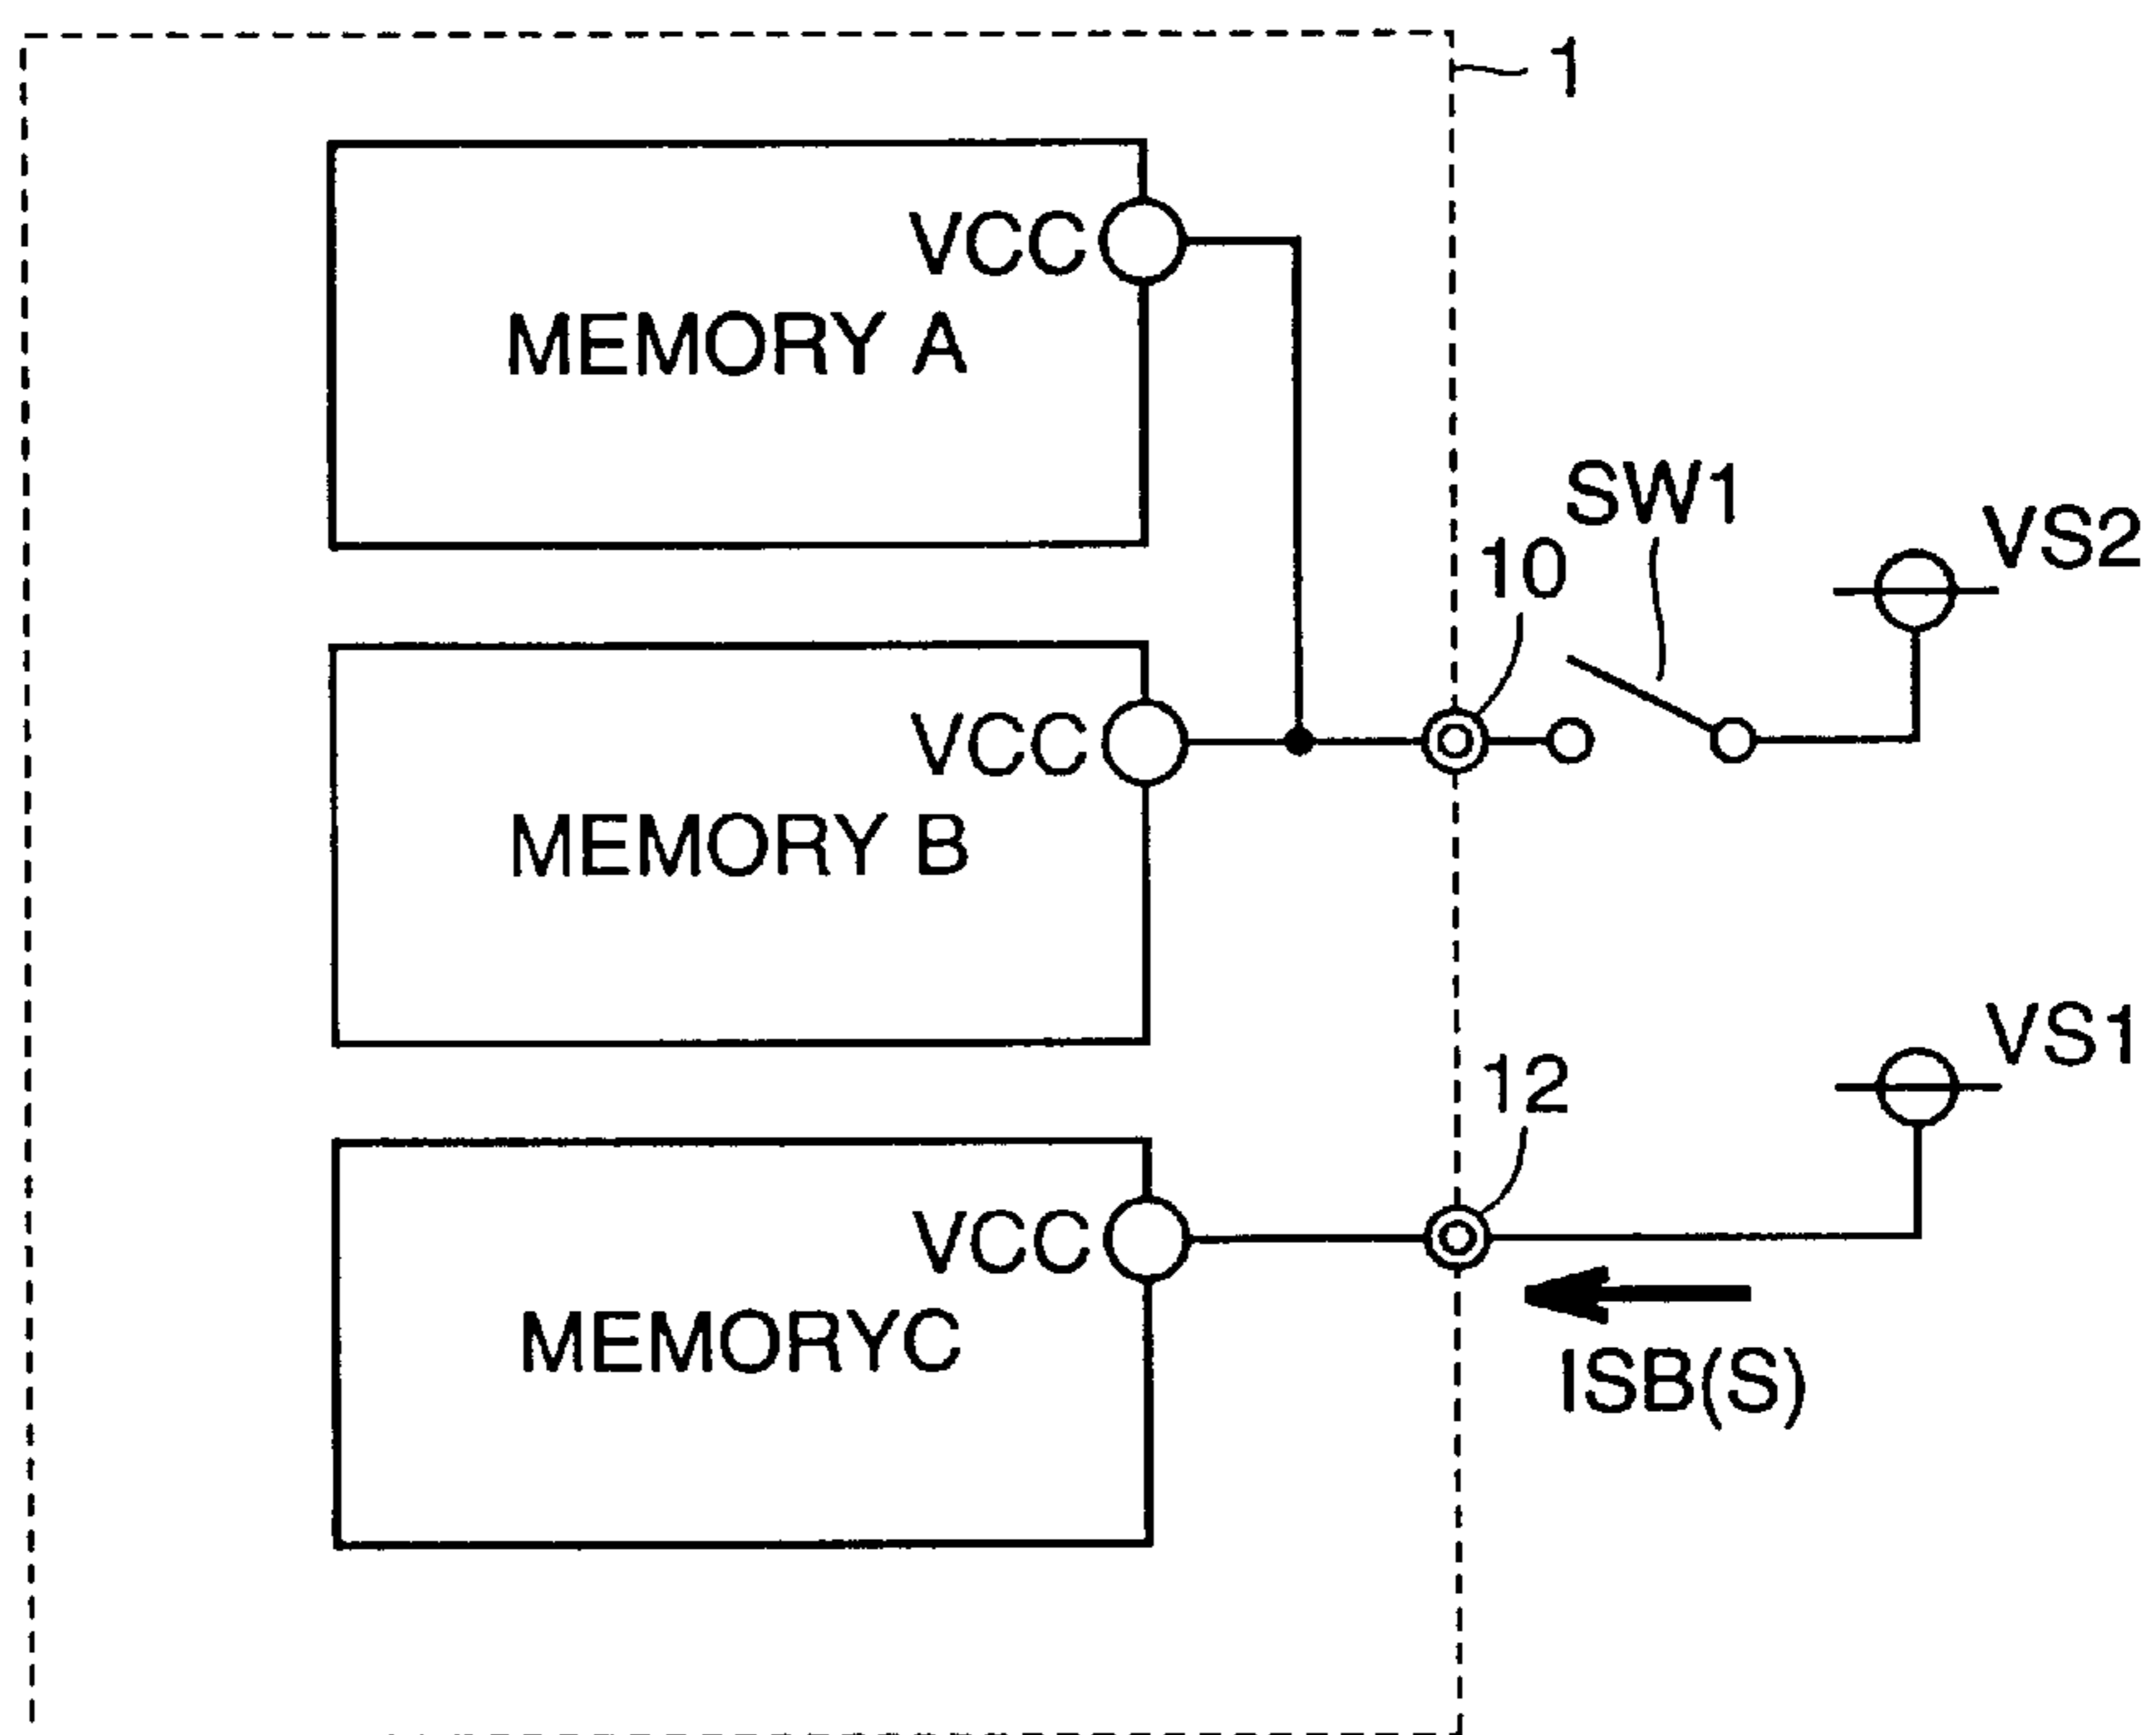 1
VCC
MEMORY A
SW1
VS2
10
VCC
MEMORY B
VS1
12
VCC
MEMORYC
ISB(S)